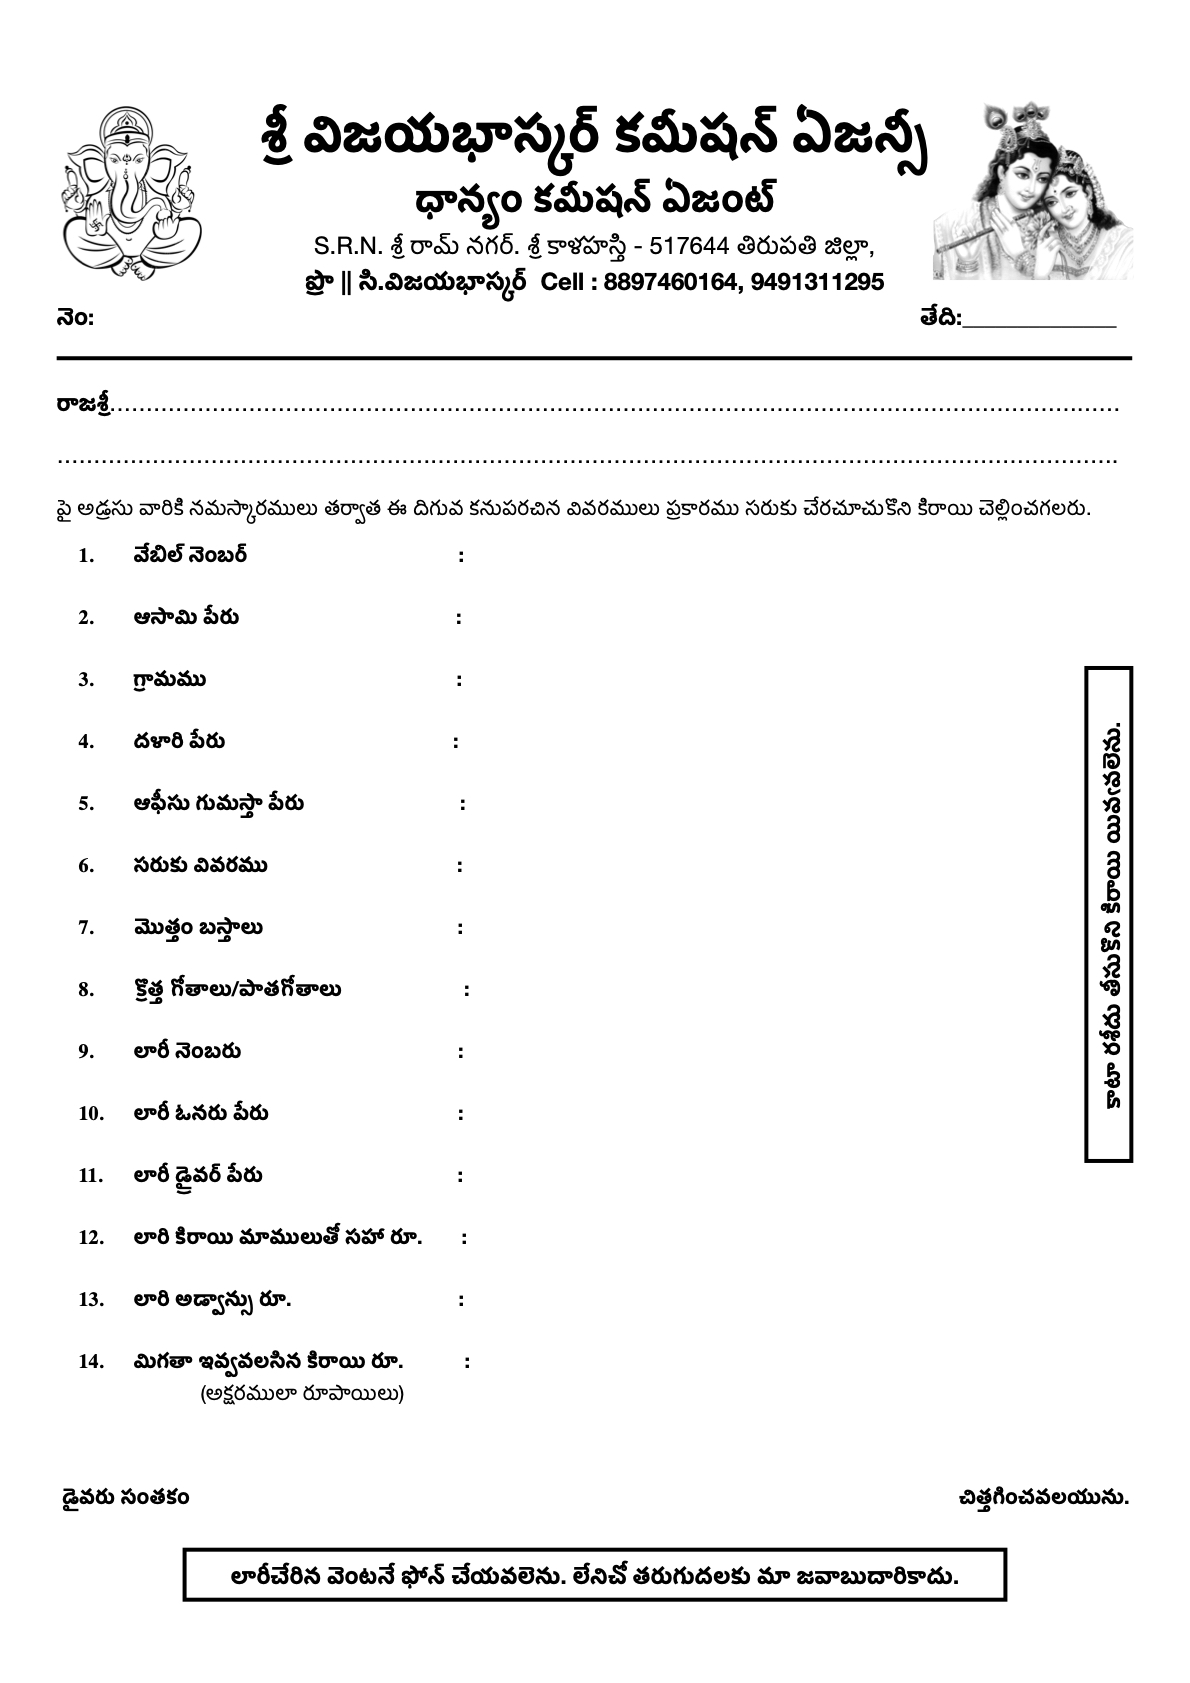 శ్రీ విజయభాస్కర్ కమీషన్ ఏజన్సీ
ధాన్యం కమీషన్ ఏజంట్
S.R.N. శ్రీ రామ్ నగర్. శ్రీ కాళహస్తి - 517644 తిరుపతి జిల్లా,
ప్రొ || సి.విజయభాస్కర్ Cell : 8897460164, 9491311295
నెం: తేది:____________
రాజశ్రీ................................................................................
................................................................................
పై అడ్రసు వారికి నమస్కారములు తర్వాత ఈ దిగువ కనుపరచిన వివరములు ప్రకారము సరుకు చేరచూచుకొని కిరాయి చెల్లించగలరు.
1. వేబిల్ నెంబర్ :
2. ఆసామి పేరు :
3. గ్రామము :
4. దళారి పేరు :
5. ఆఫీసు గుమస్తా పేరు :
6. సరుకు వివరము :
7. మొత్తం బస్తాలు :
8. క్రొత్త గోతాలు/పాతగోతాలు :
9. లారీ నెంబరు :
10. లారీ ఓనరు పేరు :
11. లారీ డ్రైవర్ పేరు :
12. లారి కిరాయి మాములుతో సహా రూ. :
13. లారి అడ్వాన్సు రూ. :
14. మిగతా ఇవ్వవలసిన కిరాయి రూ. :
(అక్షరములా రూపాయిలు)
కాటా రశీదు తీసుకొని కిరాయి యివ్వవలెను.
డైవరు సంతకం చిత్తగించవలయును.
లారీచేరిన వెంటనే ఫోన్ చేయవలెను. లేనిచో తరుగుదలకు మా జవాబుదారికాదు.